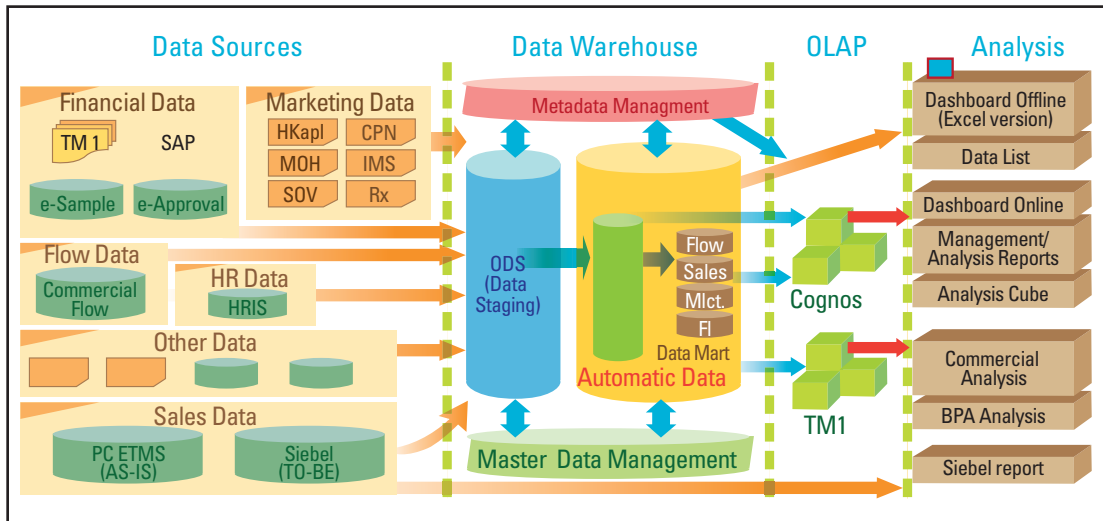 Data Sources
Data Warehouse
OLAP
Analysis
Financial Data
TM 1
SAP
e-Sample
e-Approval
Marketing Data
HKapl
CPN
MOH
IMS
SOV
Rx
Flow Data
Commercial
Flow
HR Data
HRIS
Other Data
Sales Data
PC ETMS
(AS-IS)
Siebel
(TO-BE)
Metadata Managment
ODS
(Data
Staging)
Flow
Sales
Mlct.
FI
Data Mart
Automatic Data
Master Data Management
Cognos
TM1
Dashboard Offline
(Excel version)
Data List
Dashboard Online
Management/
Analysis Reports
Analysis Cube
Commercial
Analysis
BPA Analysis
Siebel report